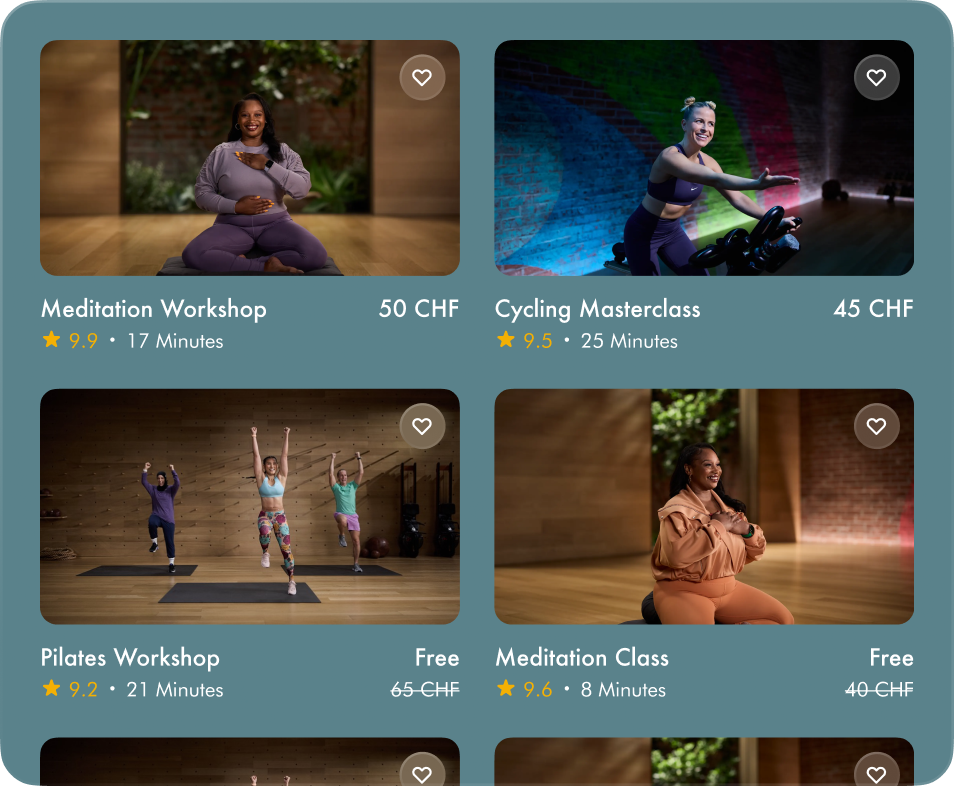 Meditation Workshop 50 CHF
★ 9.9 • 17 Minutes
Cycling Masterclass 45 CHF
★ 9.5 • 25 Minutes
Pilates Workshop Free
★ 9.2 • 21 Minutes 65 CHF
Meditation Class Free
★ 9.6 • 8 Minutes 40 CHF